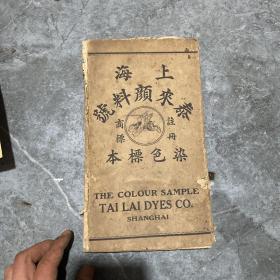 海上
號料顏來泰
商標 註冊
本標色染
THE COLOUR SAMPLE
TAI LAI DYES CO.
SHANGHAI